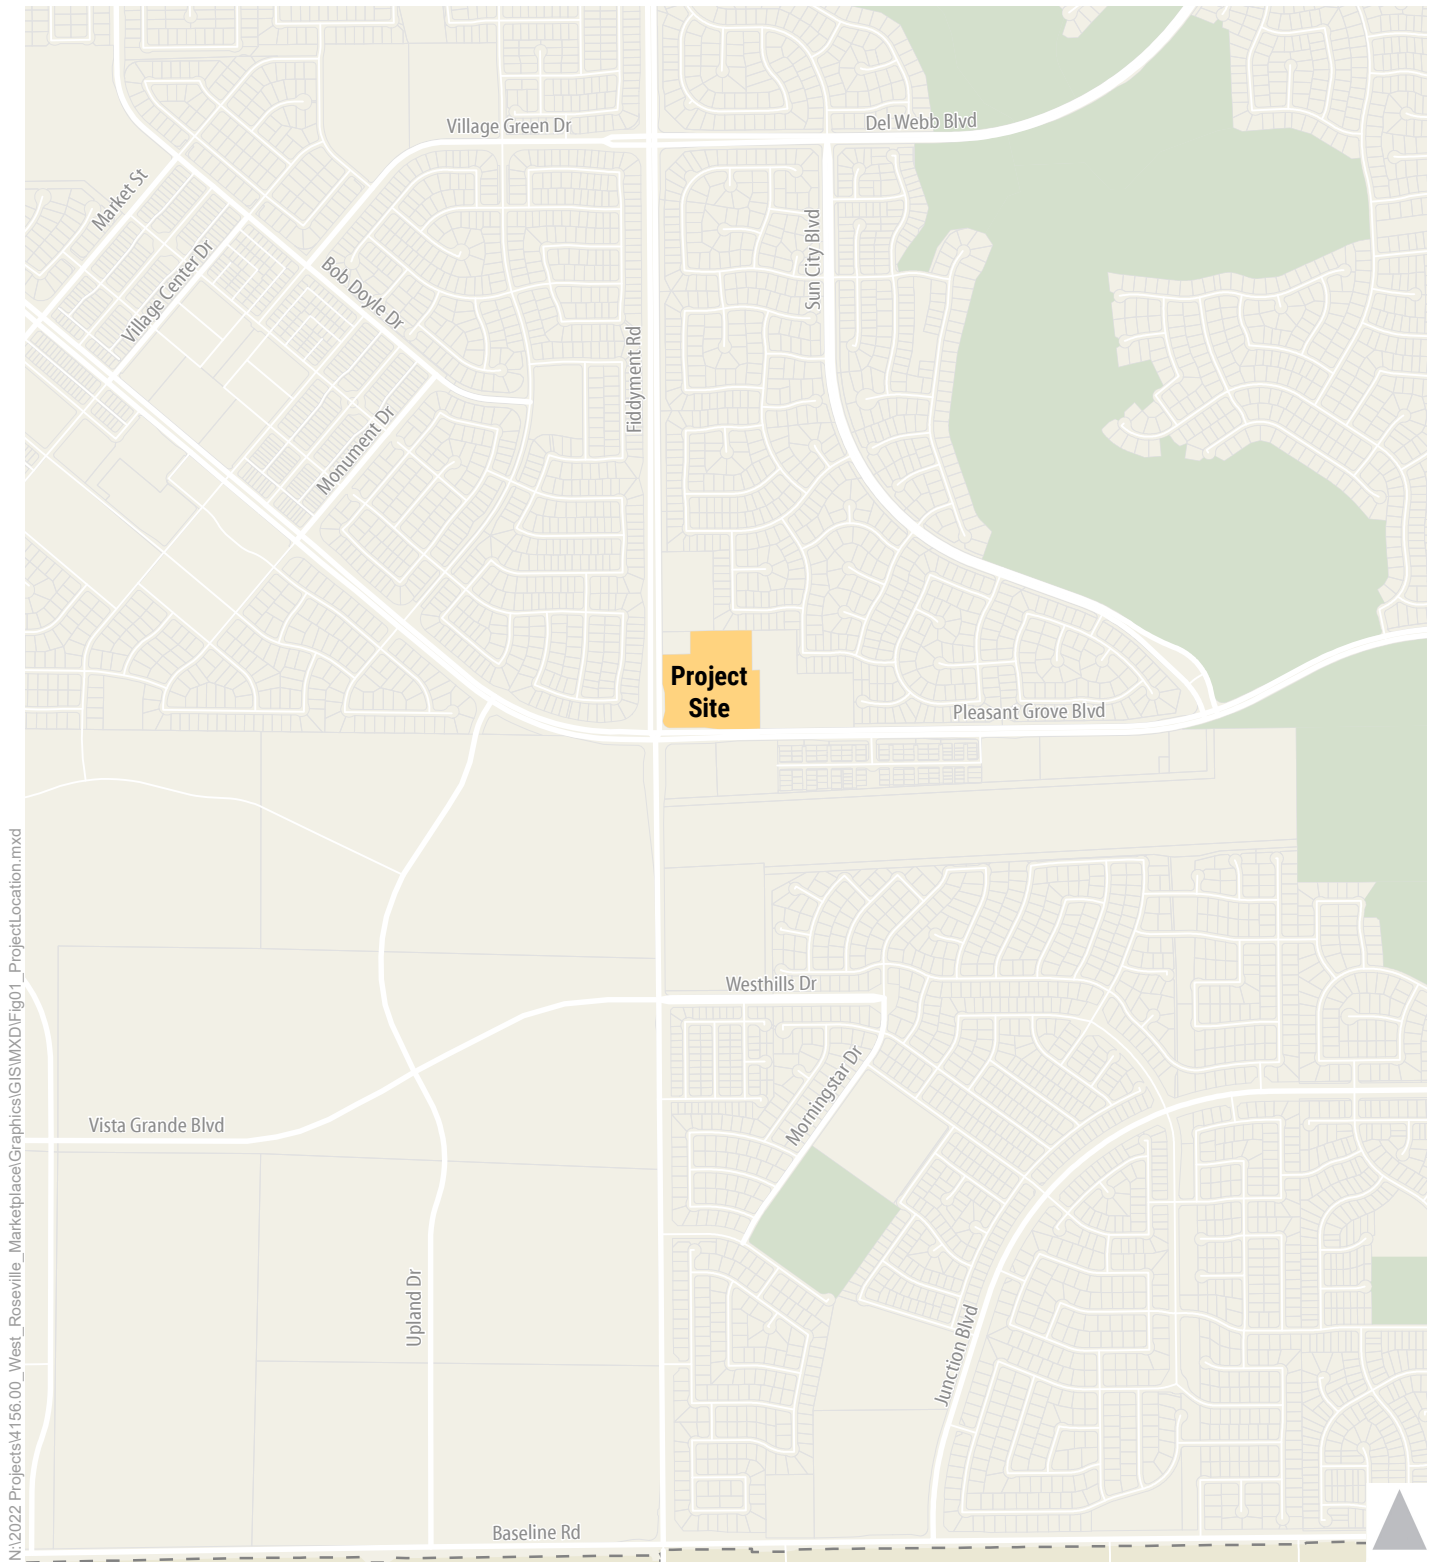 Village Green Dr
Del Webb Blvd
Market St
Village Center Dr
Bob Doyle Dr
Sun City Blvd
Fiddyment Rd
Monument Dr
Project
Site
Pleasant Grove Blvd
Westhills Dr
Morningstar Dr
Vista Grande Blvd
Upland Dr
Junction Blvd
Baseline Rd
N:\2022 Projects\4156.00_West_Roseville_Marketplace\Graphics\GIS\MXD\Fig01_ProjectLocation.mxd